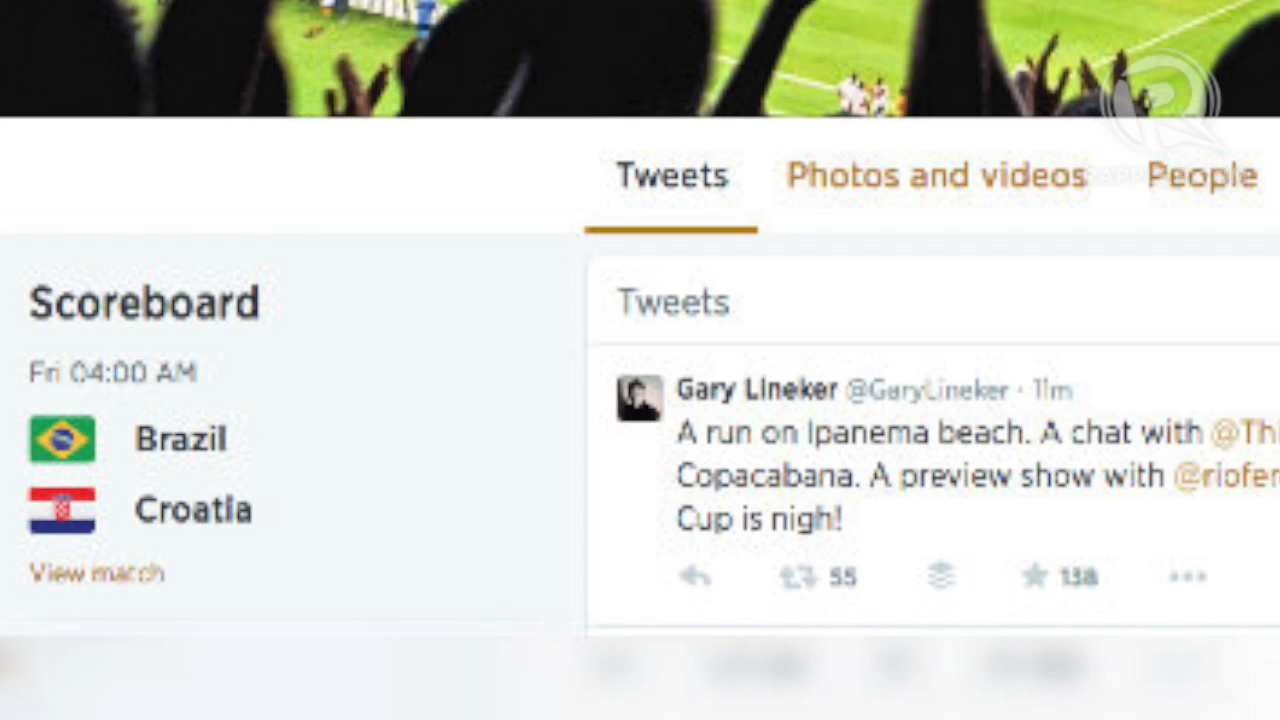 Tweets
Photos and videos
People
Scoreboard
Fri 04:00 AM
Brazil
Croatia
View match
Tweets
Gary Lineker @GaryLineker · 11m
A run on Ipanema beach. A chat with
Copacabana. A preview show with
Cup is nigh!
55
138